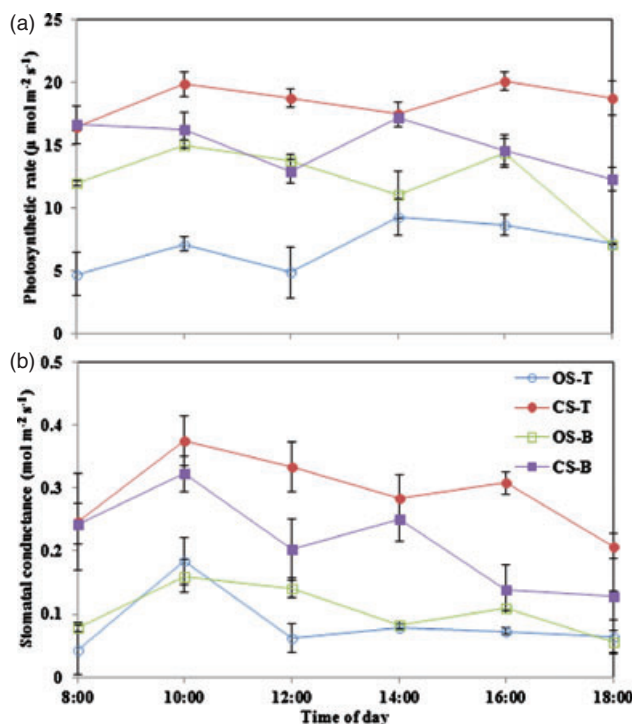 (a)
25
20
15
10
5
0
Photosynthetic rate (μ mol m⁻² s⁻¹)
(b)
0.5
0.4
0.3
0.2
0.1
0
Stomatal conductance (mol m⁻² s⁻¹)
OS-T
CS-T
OS-B
CS-B
8:00 10:00 12:00 14:00 16:00 18:00
Time of day